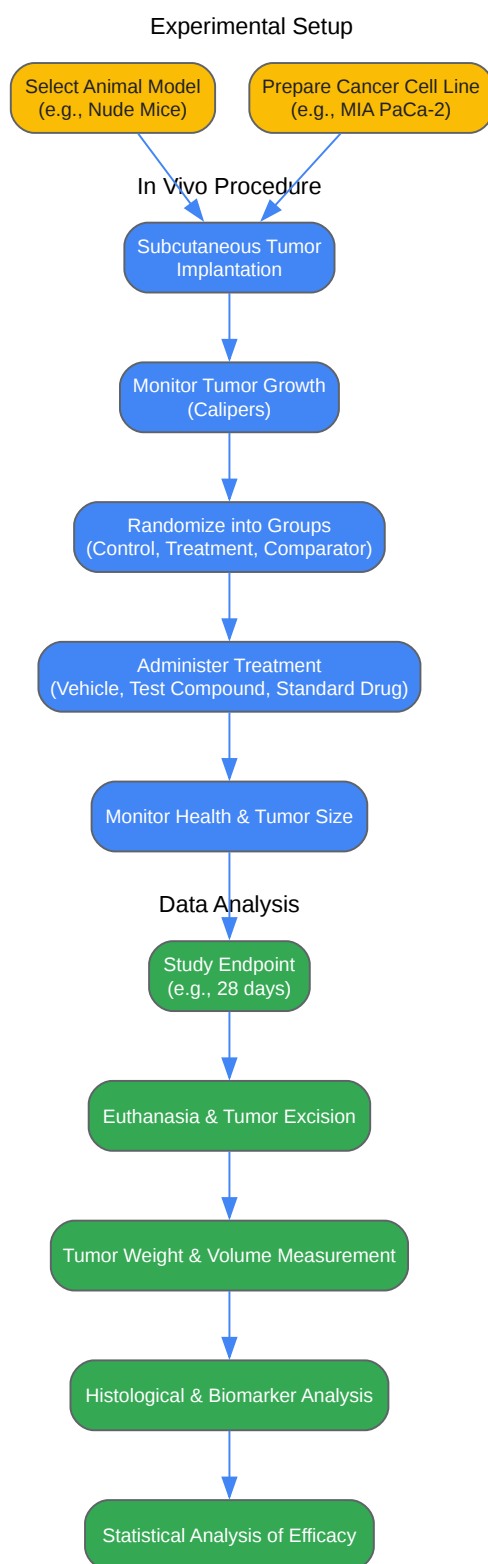 Experimental Setup
Select Animal Model
(e.g., Nude Mice)
Prepare Cancer Cell Line
(e.g., MIA PaCa-2)
In Vivo Procedure
Subcutaneous Tumor
Implantation
Monitor Tumor Growth
(Calipers)
Randomize into Groups
(Control, Treatment, Comparator)
Administer Treatment
(Vehicle, Test Compound, Standard Drug)
Monitor Health & Tumor Size
Data Analysis
Study Endpoint
(e.g., 28 days)
Euthanasia & Tumor Excision
Tumor Weight & Volume Measurement
Histological & Biomarker Analysis
Statistical Analysis of Efficacy